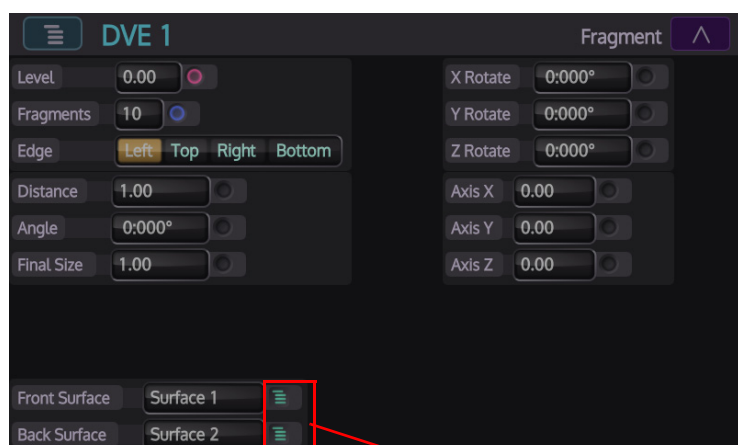 DVE 1 Fragment
Level 0.00 X Rotate 0:000°
Fragments 10 Y Rotate 0:000°
Edge Left Top Right Bottom Z Rotate 0:000°
Distance 1.00 Axis X 0.00
Angle 0:000° Axis Y 0.00
Final Size 1.00 Axis Z 0.00
Front Surface Surface 1
Back Surface Surface 2